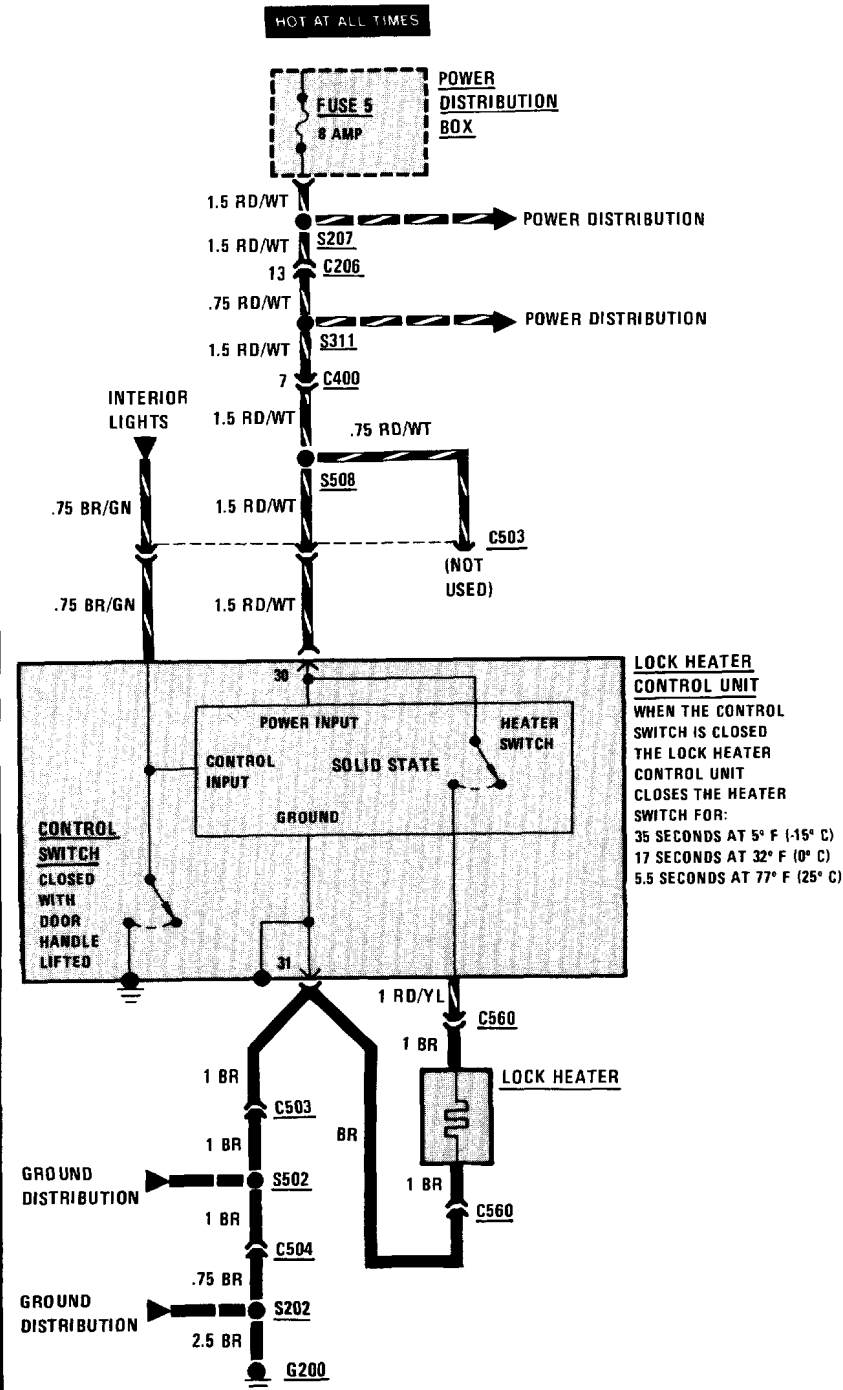 HOT AT ALL TIMES
POWER
DISTRIBUTION
BOX
FUSE 5
8 AMP
1.5 RD/WT
POWER DISTRIBUTION
S207
1.5 RD/WT
13
C206
.75 RD/WT
POWER DISTRIBUTION
S311
1.5 RD/WT
7
C400
INTERIOR
LIGHTS
1.5 RD/WT
.75 RD/WT
S508
.75 BR/GN
1.5 RD/WT
C503
(NOT
USED)
.75 BR/GN
1.5 RD/WT
LOCK HEATER
CONTROL UNIT
WHEN THE CONTROL
SWITCH IS CLOSED
THE LOCK HEATER
CONTROL UNIT
CLOSES THE HEATER
SWITCH FOR:
35 SECONDS AT 5° F (-15° C)
17 SECONDS AT 32° F (0° C)
5.5 SECONDS AT 77° F (25° C)
30
POWER INPUT
HEATER
SWITCH
CONTROL
INPUT
SOLID STATE
GROUND
CONTROL
SWITCH
CLOSED
WITH
DOOR
HANDLE
LIFTED
31
1 RD/YL
C560
1 BR
LOCK HEATER
1 BR
C503
BR
1 BR
GROUND
DISTRIBUTION
S502
1 BR
C560
1 BR
C504
.75 BR
GROUND
DISTRIBUTION
S202
2.5 BR
G200